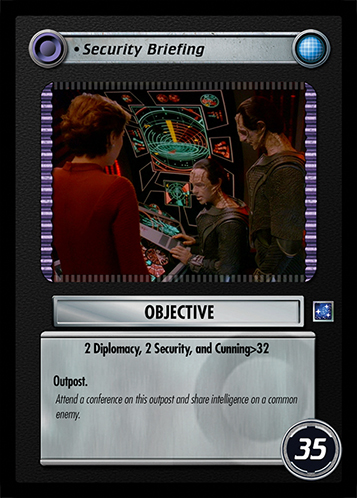 • Security Briefing
OBJECTIVE
2 Diplomacy, 2 Security, and Cunning>32
Outpost.
Attend a conference on this outpost and share intelligence on a common
enemy.
35